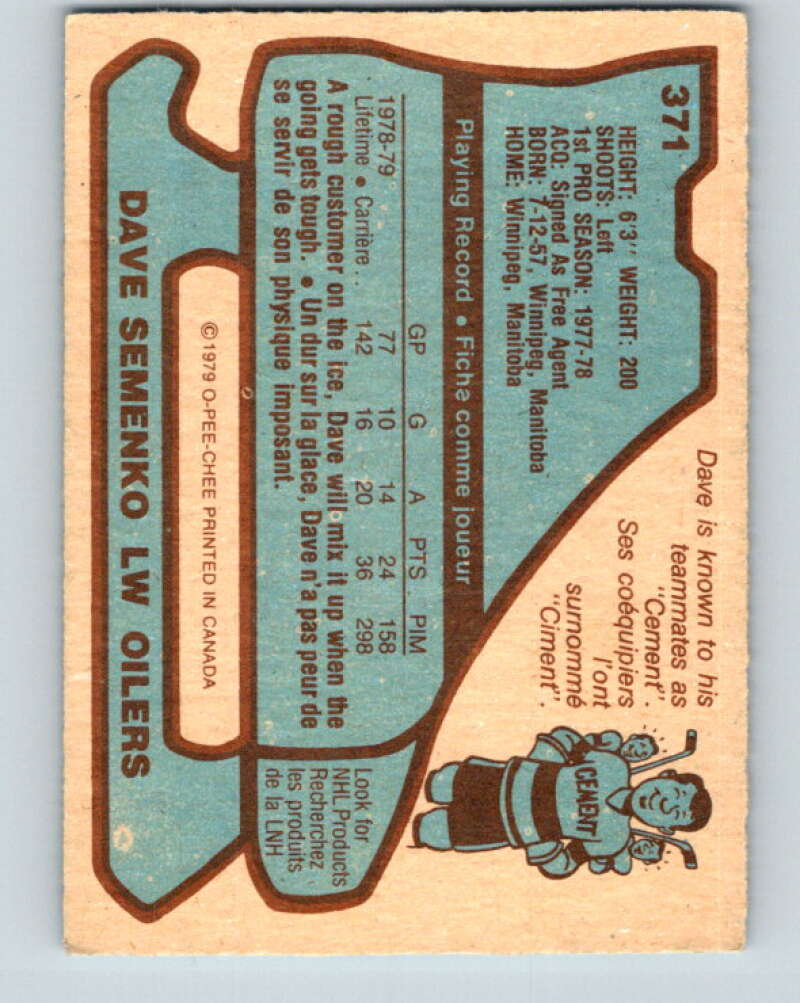 371
HEIGHT: 6'3'' WEIGHT: 200
SHOOTS: Left
1st PRO SEASON: 1977-78
ACQ: Signed As Free Agent
BORN: 7-12-57, Winnipeg, Manitoba
HOME: Winnipeg, Manitoba
Dave is known to his
teammates as
"Cement".
Ses coéquipiers
l'ont
surnommé
"Ciment".
CEMENT
Playing Record • Fiche comme joueur
GP G A PTS PIM
1978-79 77 10 14 24 158
Lifetime • Carrière . . 142 16 20 36 298
A rough customer on the ice, Dave will mix it up when the
going gets tough. • Un dur sur la glace, Dave n'a pas peur de
se servir de son physique imposant.
Look for
NHL Products
Recherchez
les produits
de la LNH
©1979 O-PEE-CHEE PRINTED IN CANADA
DAVE SEMENKO LW OILERS